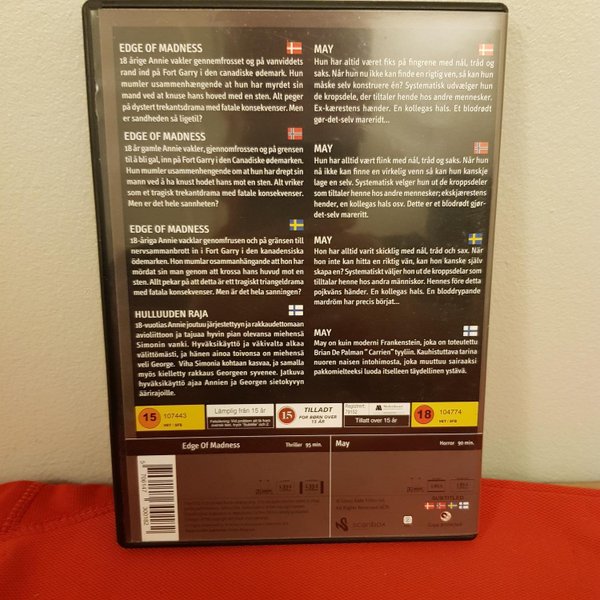 EDGE OF MADNESS
18 årige Annie vakler gennemfrosset og på vanviddets
rand ind på Fort Garry i den canadiske ødemark. Hun
mumler usammenhængende at hun har myrdet sin
mand ved at knuse hans hoved med en sten. Alt peger
på dystert trekantsdrama med fatale konsekvenser. Men
er sandheden så ligetil?
EDGE OF MADNESS
18 år gamle Annie vakler, gjennomfrossen og på grensen
til å bli gal, inn på Fort Garry i den Canadiske ødemarken.
Hun mumler usammenhengende om at hun har drept sin
mann ved å ha knust hodet hans mot en sten. Alt vriker
som et tragisk trekantdrama med fatale konsekvenser.
Men er det hele sannheten?
EDGE OF MADNESS
18-åriga Annie vacklar genomfrusen och på gränsen till
nervsammanbrott in i Fort Garry i den kanadensiska
ödemarken. Hon mumlar osammanhängande att hon har
mördat sin man genom att krossa hans huvud mot en
sten. Allt pekar på att detta är ett tragiskt triangeldrama
med fatala konsekvenser. Men är det hela sanningen?
HULLUUDEN RAJA
18-vuotias Annie joutuu järjestettyyn ja rakkaudettomaan
avioliittoon ja tajuaa hyvin pian olevansa miehensä
Simonin vanki. Hyväksikäyttö ja väkivalta alkaa
välittömästi, ja hänen ainoa toivonsa on miehensä
veli George. Viha Simonia kohtaan kasvaa, ja samalla
myös kielletty rakkaus Georgeen syvenee. Jatkuva
hyväksikäyttö ajaa Annien ja Georgen sietokyvyn
äärirajoille.
MAY
Hun har altid været fiks på fingrene med nål, tråd og
saks. Når hun nu ikke kan finde en rigtig ven, så kan hun
måske selv konstruere én? Systematisk udvælger hun
de kropsdele, der tiltaler hende hos andre mennesker.
Ex-kærestens hænder. En kollegas hals. Et blodrødt
gør-det-selv mareridt...
MAY
Hun har alltid vært flink med nål, tråd og saks. Når hun
nå ikke kan finne en virkelig venn så kan hun kanskje
lage en selv. Systematisk velger hun ut de kroppsdeler
som tiltaler henne hos andre mennesker; ekskjærestens
hender, en kollegas hals osv. Dette er et blodrødt gjør-
det-selv mareritt.
MAY
Hon har alltid varit skicklig med nål, tråd och sax. När
hon inte kan hitta en riktig vän, kan hon kanske själv
skapa en? Systematiskt väljer hon ut de kroppsdelar som
tilltalar henne hos andra människor. Hennes före detta
pojkväns händer. En kollegas hals. En bloddrypande
mardröm har precis börjat...
MAY
May on kuin moderni Frankenstein, joka on toteutettu
Brian De Palman "Carrien" tyyliin. Kauhistuttava tarina
nuoren naisen intohimosta, joka muuttuu sairaaksi
pakkomielteeksi luoda itselleen täydellinen ystävä.
15 107443
Lämplig från 15 år
15 TILLADT
FOR BØRN OVER
15 ÅR
Tillatt over 15 år
18 104774
Edge Of Madness Thriller 95 min.
May Horror 90 min.
5 706147 300182
scanbox
SUBTITLES